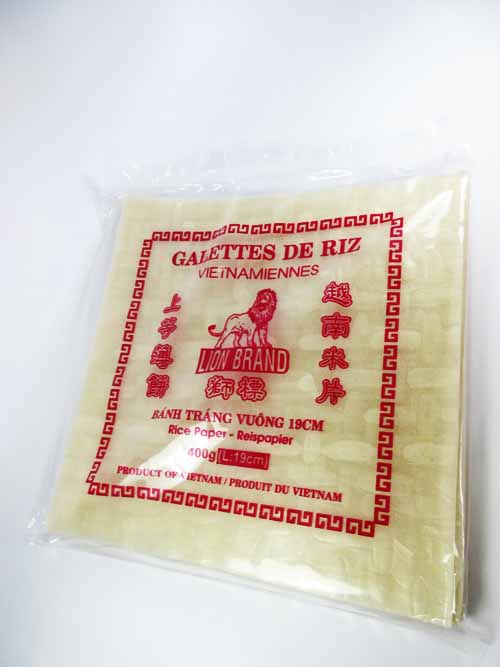 GALETTES DE RIZ
VIETNAMIENNES
上等餅
越南米片
LION BRAND
獅標
BÁNH TRÁNG VUÔNG 19CM
Rice Paper - Reispapier
400g (L:19cm)
PRODUCT OF VIETNAM / PRODUIT DU VIETNAM